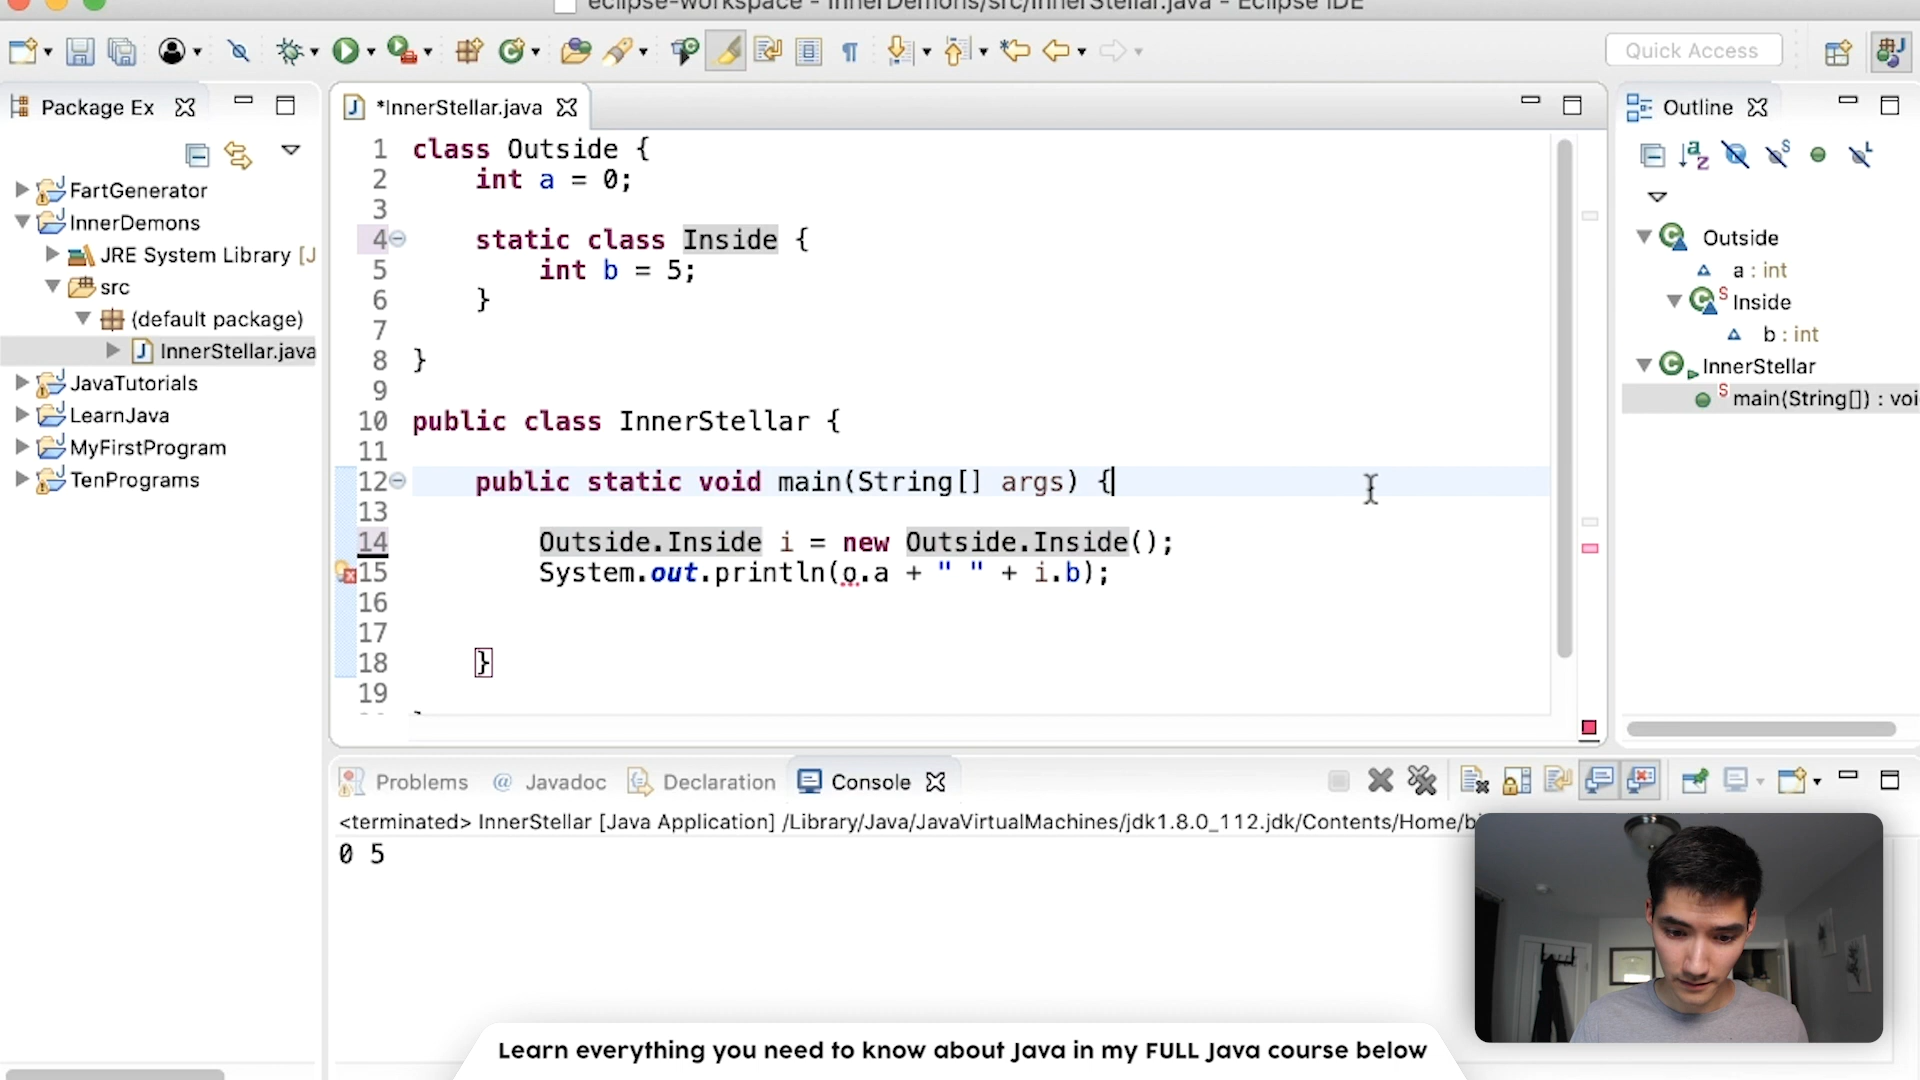 eclipse-workspace - InnerDemons/src/InnerStellar.java - Eclipse IDE
Quick Access
Package Ex
FartGenerator
InnerDemons
JRE System Library [J
src
(default package)
InnerStellar.java
JavaTutorials
LearnJava
MyFirstProgram
TenPrograms
*InnerStellar.java
1 class Outside {
2 int a = 0;
3
4 static class Inside {
5 int b = 5;
6 }
7
8 }
9
10 public class InnerStellar {
11
12 public static void main(String[] args) {
13
14 Outside.Inside i = new Outside.Inside();
15 System.out.println(o.a + " " + i.b);
16
17
18 }
19
Outline
Outside
a : int
Inside
b : int
InnerStellar
main(String[]) : voi
Problems @ Javadoc Declaration Console
<terminated> InnerStellar [Java Application] /Library/Java/JavaVirtualMachines/jdk1.8.0_112.jdk/Contents/Home/bi
0 5
Learn everything you need to know about Java in my FULL Java course below